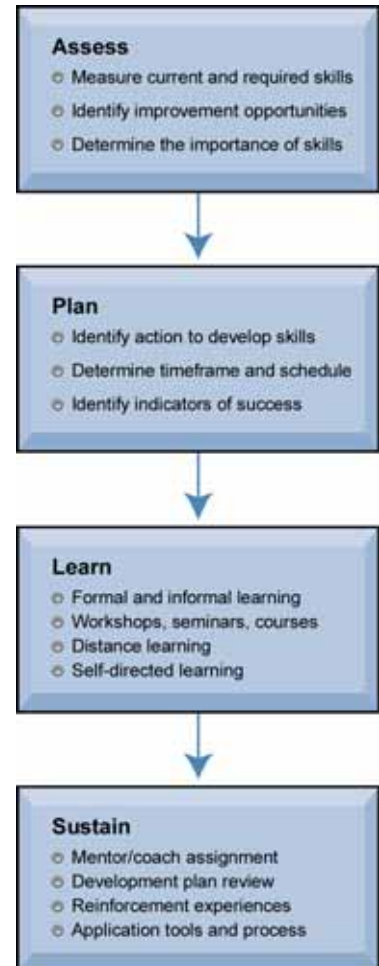 Assess
Measure current and required skills
Identify improvement opportunities
Determine the importance of skills
Plan
Identify action to develop skills
Determine timeframe and schedule
Identify indicators of success
Learn
Formal and informal learning
Workshops, seminars, courses
Distance learning
Self-directed learning
Sustain
Mentor/coach assignment
Development plan review
Reinforcement experiences
Application tools and process